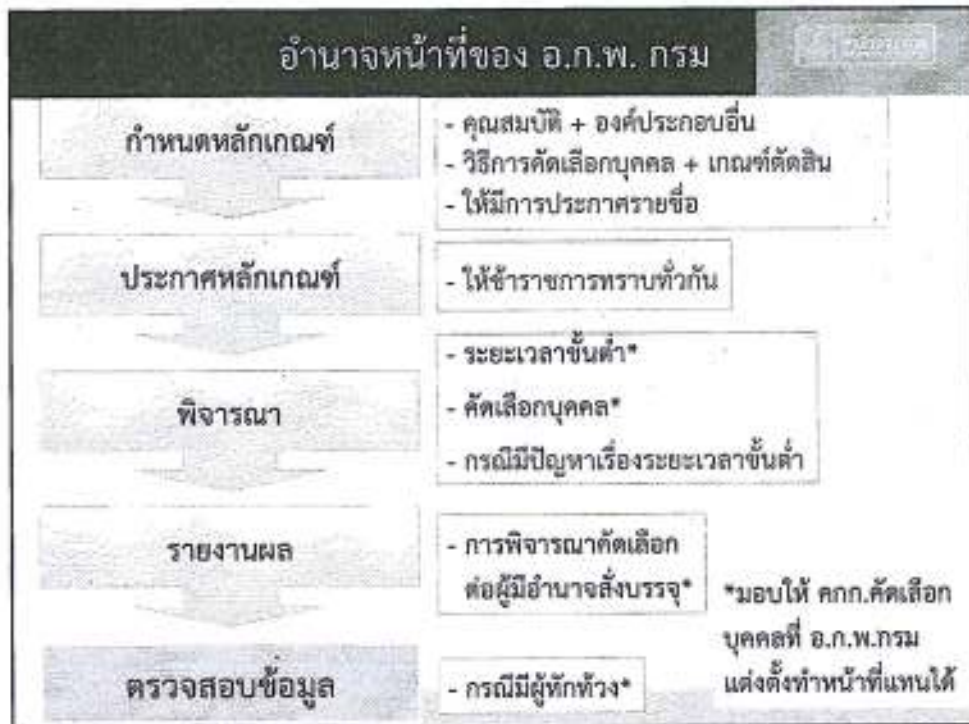 อำนาจหน้าที่ของ อ.ก.พ. กรม
กำหนดหลักเกณฑ์
- คุณสมบัติ + องค์ประกอบอื่น
- วิธีการคัดเลือกบุคคล + เกณฑ์ตัดสิน
- ให้มีการประกาศรายชื่อ
ประกาศหลักเกณฑ์
- ให้ข้าราชการทราบทั่วกัน
พิจารณา
- ระยะเวลาขั้นต่ำ*
- คัดเลือกบุคคล*
- กรณีมีปัญหาเรื่องระยะเวลาขั้นต่ำ
รายงานผล
- การพิจารณาคัดเลือก
ต่อผู้มีอำนาจสั่งบรรจุ*
ตรวจสอบข้อมูล
- กรณีมีผู้ทักท้วง*
*มอบให้ คกก.คัดเลือก
บุคคลที่ อ.ก.พ.กรม
แต่งตั้งทำหน้าที่แทนได้